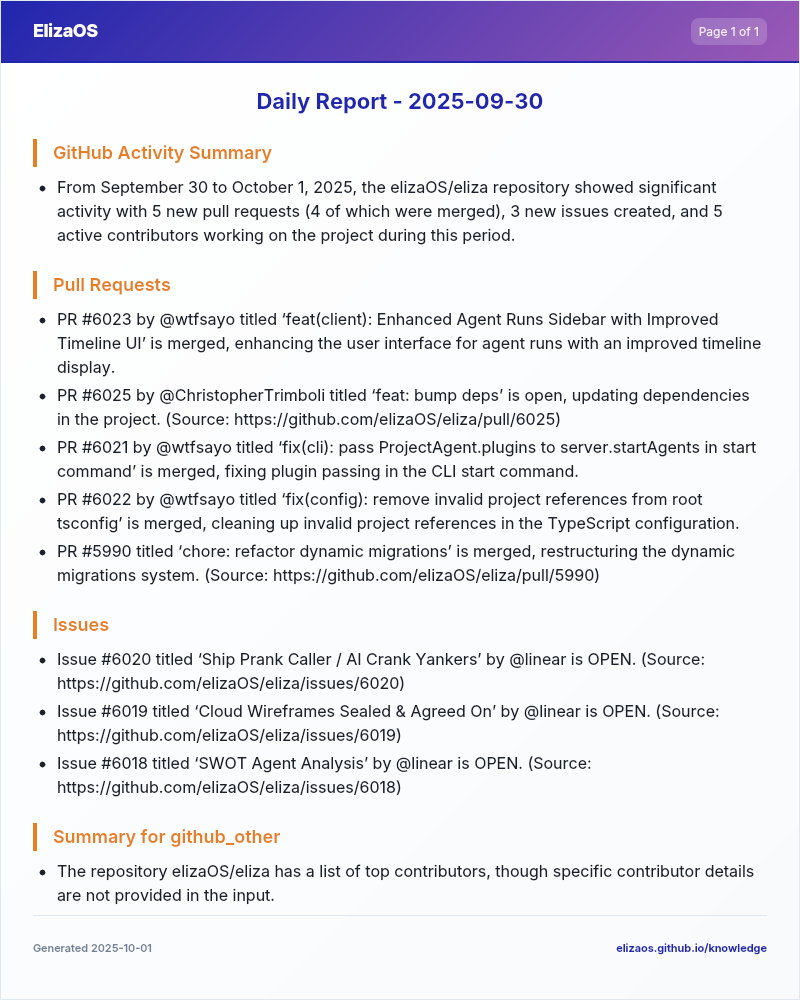 ElizaOS
Page 1 of 1
Daily Report - 2025-09-30
GitHub Activity Summary
• From September 30 to October 1, 2025, the elizaOS/eliza repository showed significant
activity with 5 new pull requests (4 of which were merged), 3 new issues created, and 5
active contributors working on the project during this period.
Pull Requests
• PR #6023 by @wtfsayo titled ‘feat(client): Enhanced Agent Runs Sidebar with Improved
Timeline UI’ is merged, enhancing the user interface for agent runs with an improved timeline
display.
• PR #6025 by @ChristopherTrimboli titled ‘feat: bump deps’ is open, updating dependencies
in the project. (Source: https://github.com/elizaOS/eliza/pull/6025)
• PR #6021 by @wtfsayo titled ‘fix(cli): pass ProjectAgent.plugins to server.startAgents in start
command’ is merged, fixing plugin passing in the CLI start command.
• PR #6022 by @wtfsayo titled ‘fix(config): remove invalid project references from root
tsconfig’ is merged, cleaning up invalid project references in the TypeScript configuration.
• PR #5990 titled ‘chore: refactor dynamic migrations’ is merged, restructuring the dynamic
migrations system. (Source: https://github.com/elizaOS/eliza/pull/5990)
Issues
• Issue #6020 titled ‘Ship Prank Caller / AI Crank Yankers’ by @linear is OPEN. (Source:
https://github.com/elizaOS/eliza/issues/6020)
• Issue #6019 titled ‘Cloud Wireframes Sealed & Agreed On’ by @linear is OPEN. (Source:
https://github.com/elizaOS/eliza/issues/6019)
• Issue #6018 titled ‘SWOT Agent Analysis’ by @linear is OPEN. (Source:
https://github.com/elizaOS/eliza/issues/6018)
Summary for github_other
• The repository elizaOS/eliza has a list of top contributors, though specific contributor details
are not provided in the input.
Generated 2025-10-01
elizaos.github.io/knowledge